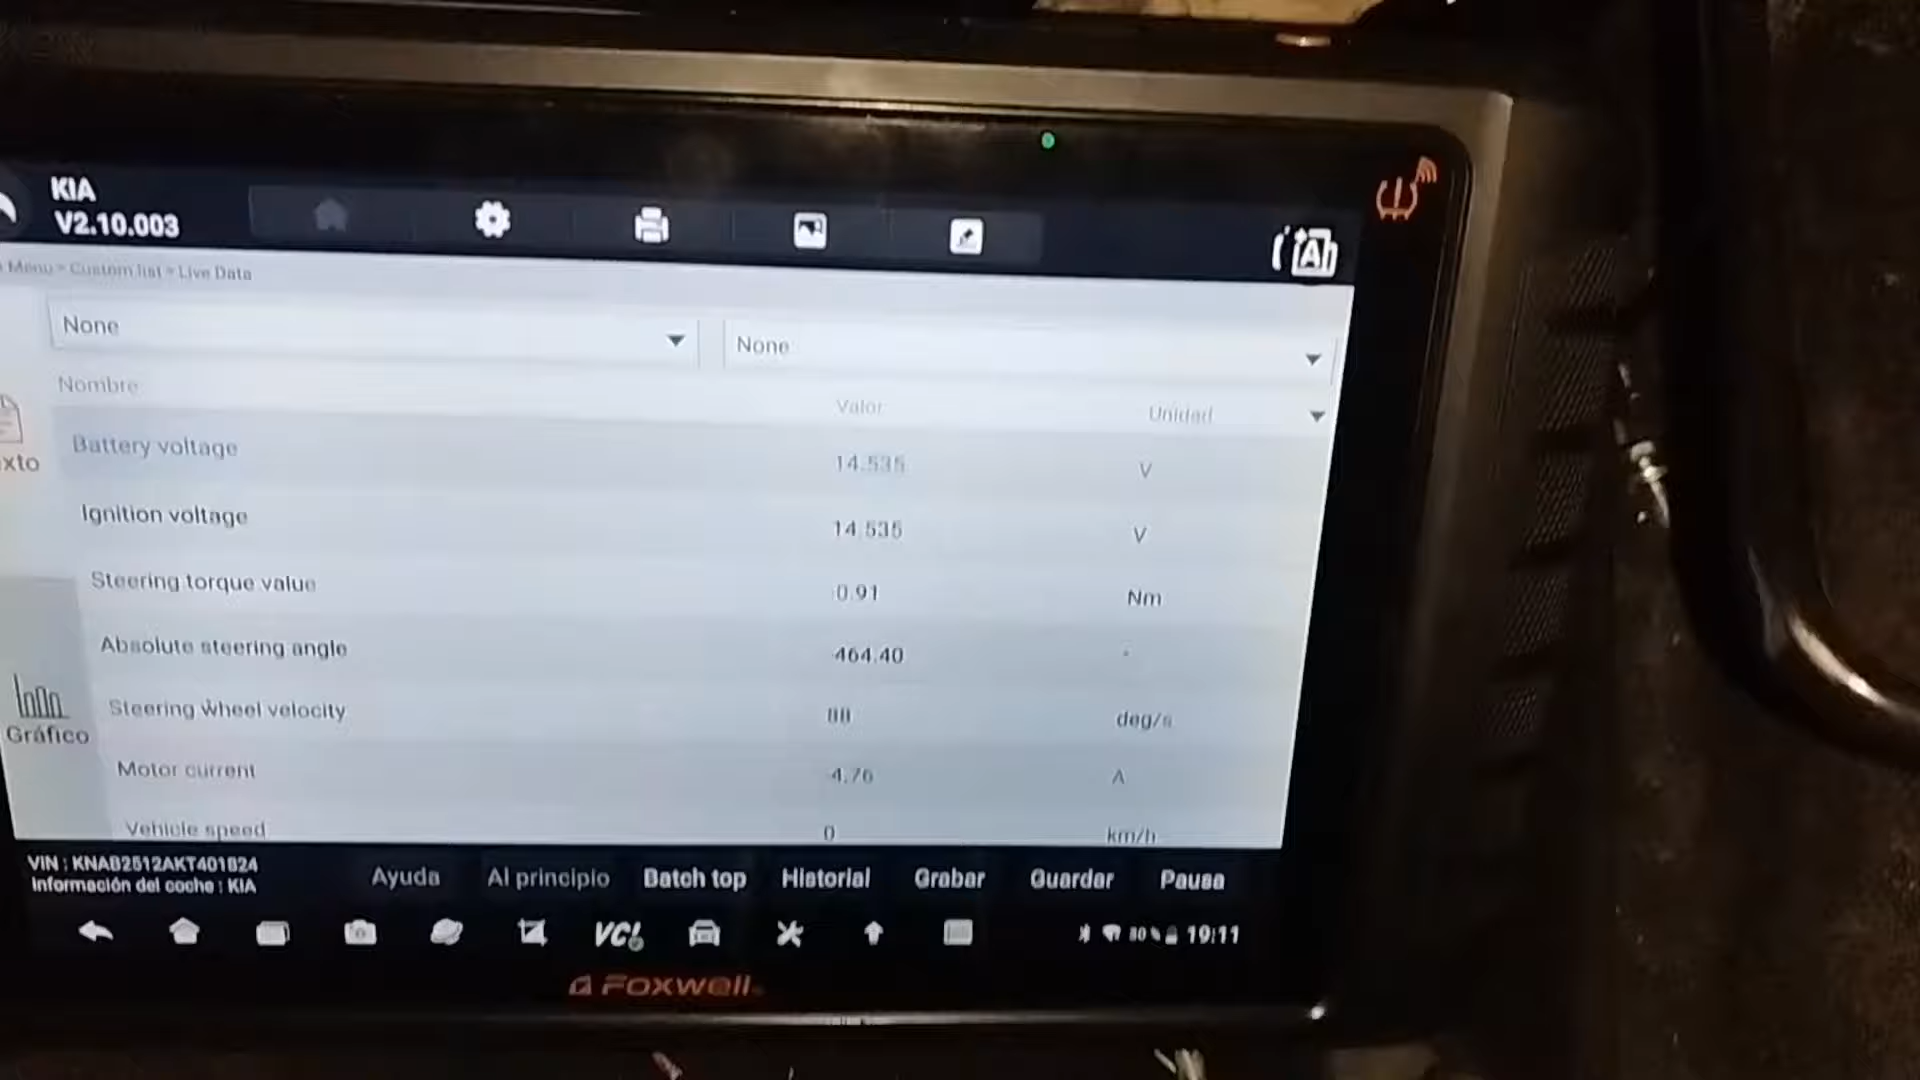 KIA
V2.10.003
Menu > Custom list > Live Data
None
None
Nombre
Valor
Unidad
xto
Battery voltage
14.535
V
Ignition voltage
14.535
V
Steering torque value
0.91
Nm
Absolute steering angle
464.40
Steering wheel velocity
88
deg/s
Gráfico
Motor current
4.76
A
Vehicle speed
0
km/h
VIN : KNAB2512AKT401824
Información del coche : KIA
Ayuda
Al principio
Batch top
Historial
Grabar
Guardar
Pausa
VCI
80%
19:11
FOXWELL